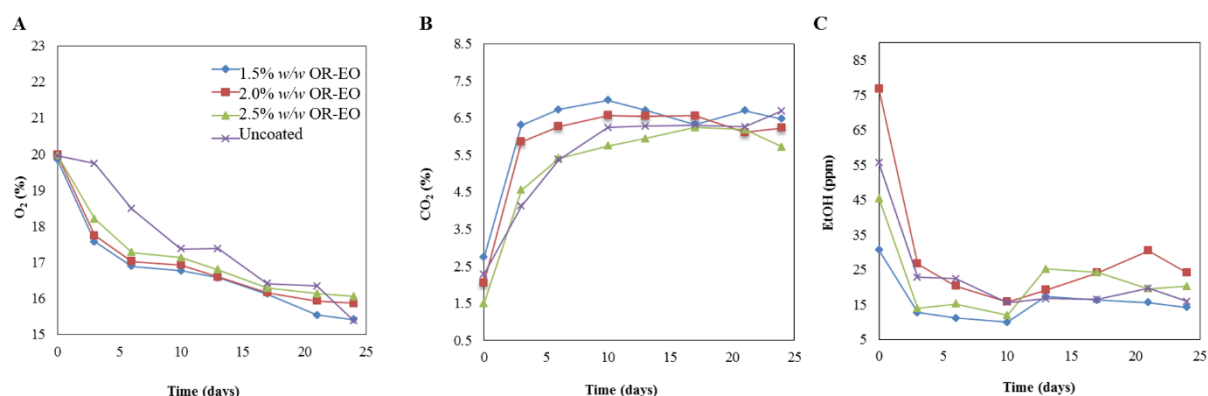 A
23
22
21
20
19
18
17
16
15
O2 (%)
1.5% w/w OR-EO
2.0% w/w OR-EO
2.5% w/w OR-EO
Uncoated
0 5 10 15 20 25
Time (days)
B
8.5
7.5
6.5
5.5
4.5
3.5
2.5
1.5
0.5
CO2 (%)
0 5 10 15 20 25
Time (days)
C
85
75
65
55
45
35
25
15
5
EtOH (ppm)
0 5 10 15 20 25
Time (days)